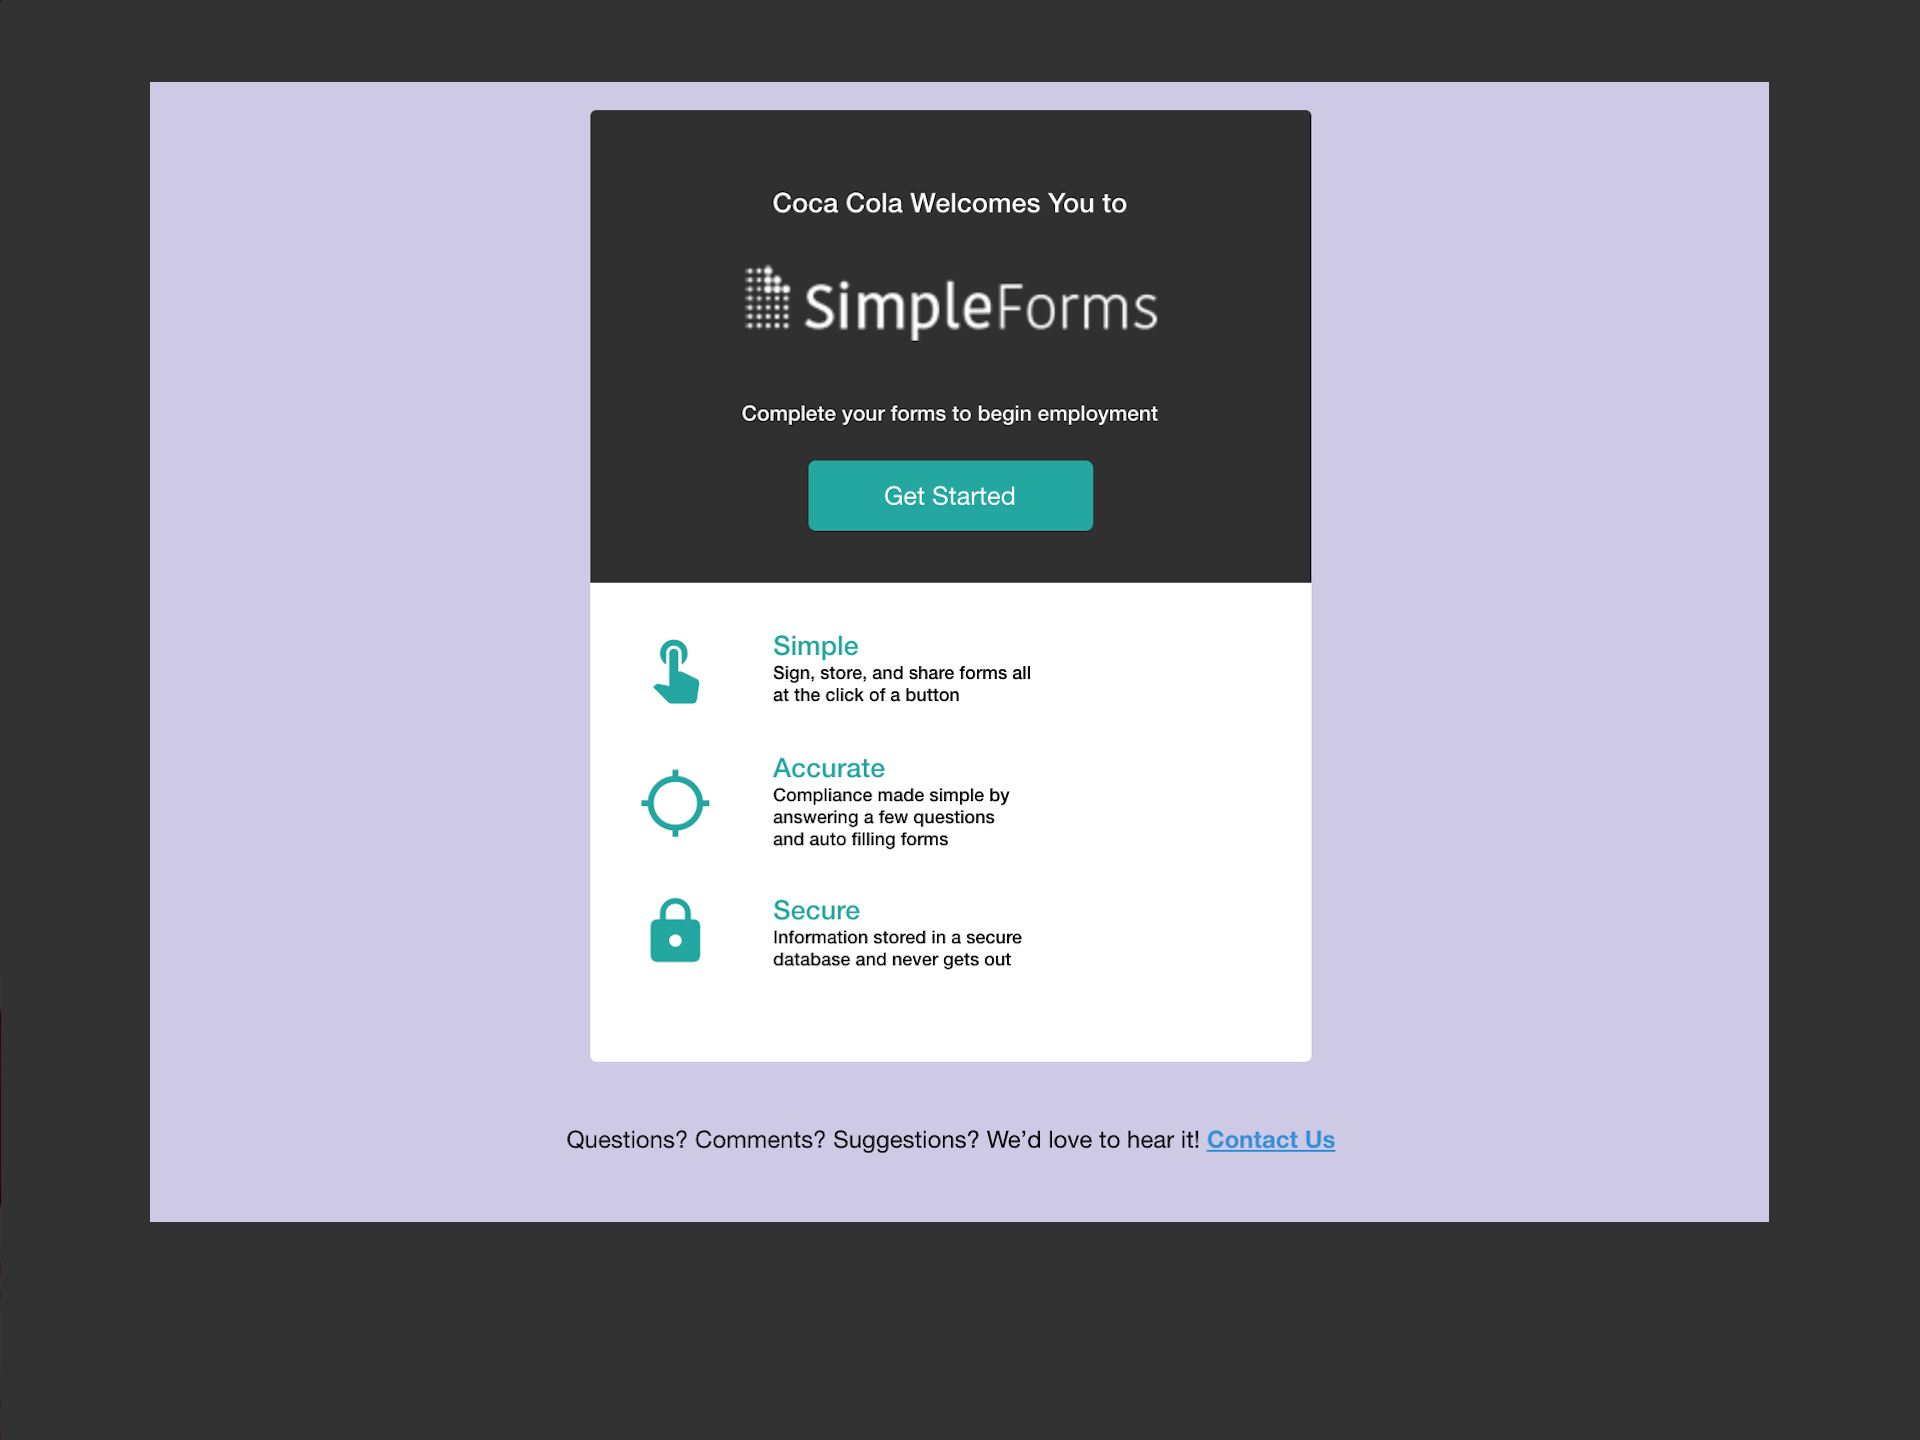 Coca Cola Welcomes You to
SimpleForms
Complete your forms to begin employment
Get Started
Simple
Sign, store, and share forms all
at the click of a button
Accurate
Compliance made simple by
answering a few questions
and auto filling forms
Secure
Information stored in a secure
database and never gets out
Questions? Comments? Suggestions? We’d love to hear it! Contact Us